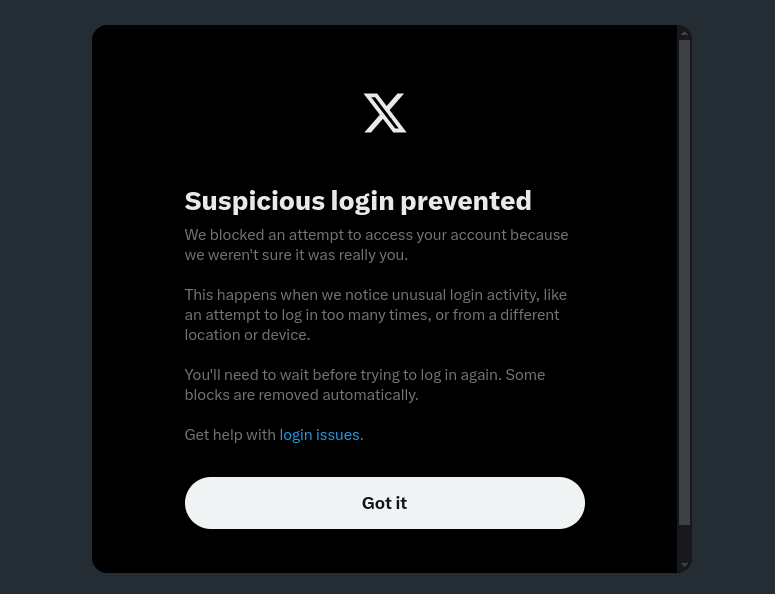 Suspicious login prevented
We blocked an attempt to access your account because
we weren't sure it was really you.
This happens when we notice unusual login activity, like
an attempt to log in too many times, or from a different
location or device.
You'll need to wait before trying to log in again. Some
blocks are removed automatically.
Get help with login issues.
Got it